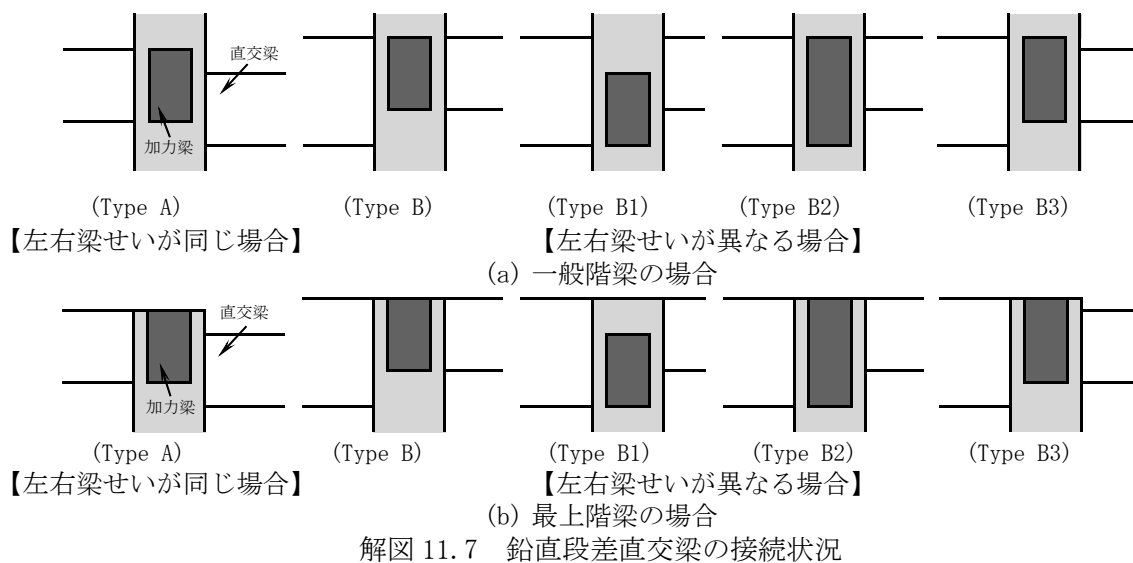 直交梁
加力梁
(Type A) (Type B) (Type B1) (Type B2) (Type B3)
【左右梁せいが同じ場合】 【左右梁せいが異なる場合】
(a) 一般階梁の場合
直交梁
加力梁
(Type A) (Type B) (Type B1) (Type B2) (Type B3)
【左右梁せいが同じ場合】 【左右梁せいが異なる場合】
(b) 最上階梁の場合
解図 11.7 鉛直段差直交梁の接続状況